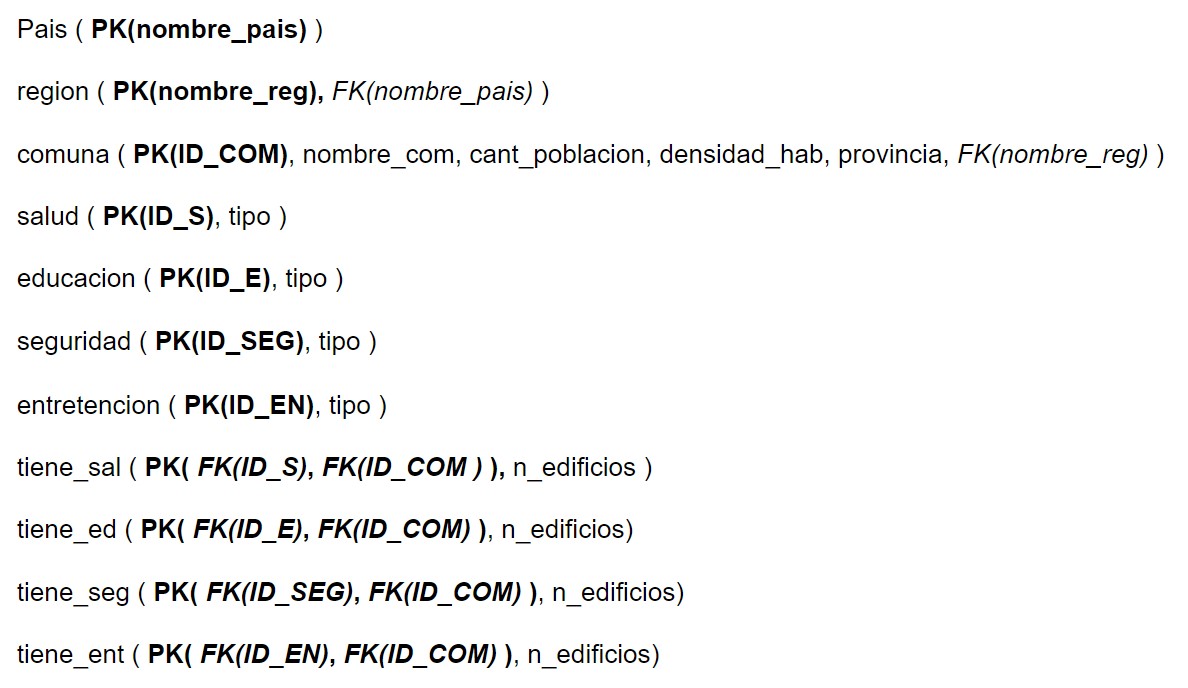 Pais ( PK(nombre_pais) )
region ( PK(nombre_reg), FK(nombre_pais) )
comuna ( PK(ID_COM), nombre_com, cant_poblacion, densidad_hab, provincia, FK(nombre_reg) )
salud ( PK(ID_S), tipo )
educacion ( PK(ID_E), tipo )
seguridad ( PK(ID_SEG), tipo )
entretencion ( PK(ID_EN), tipo )
tiene_sal ( PK( FK(ID_S), FK(ID_COM ) ), n_edificios )
tiene_ed ( PK( FK(ID_E), FK(ID_COM) ), n_edificios)
tiene_seg ( PK( FK(ID_SEG), FK(ID_COM) ), n_edificios)
tiene_ent ( PK( FK(ID_EN), FK(ID_COM) ), n_edificios)